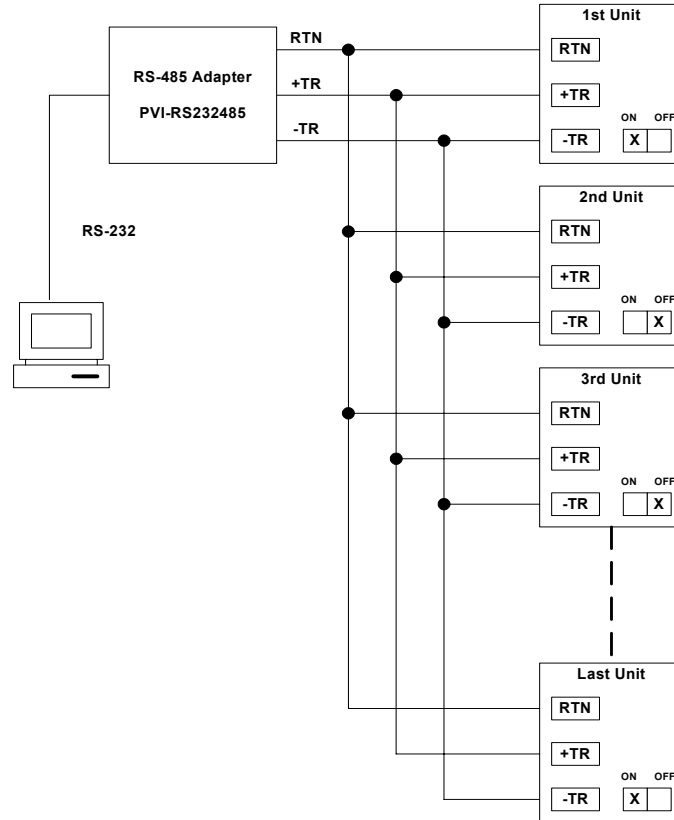 RS-485 Adapter
PVI-RS232485
RTN
+TR
-TR
RS-232
1st Unit
RTN
+TR
-TR
ON OFF
X
2nd Unit
RTN
+TR
-TR
ON OFF
X
3rd Unit
RTN
+TR
-TR
ON OFF
X
Last Unit
RTN
+TR
-TR
ON OFF
X